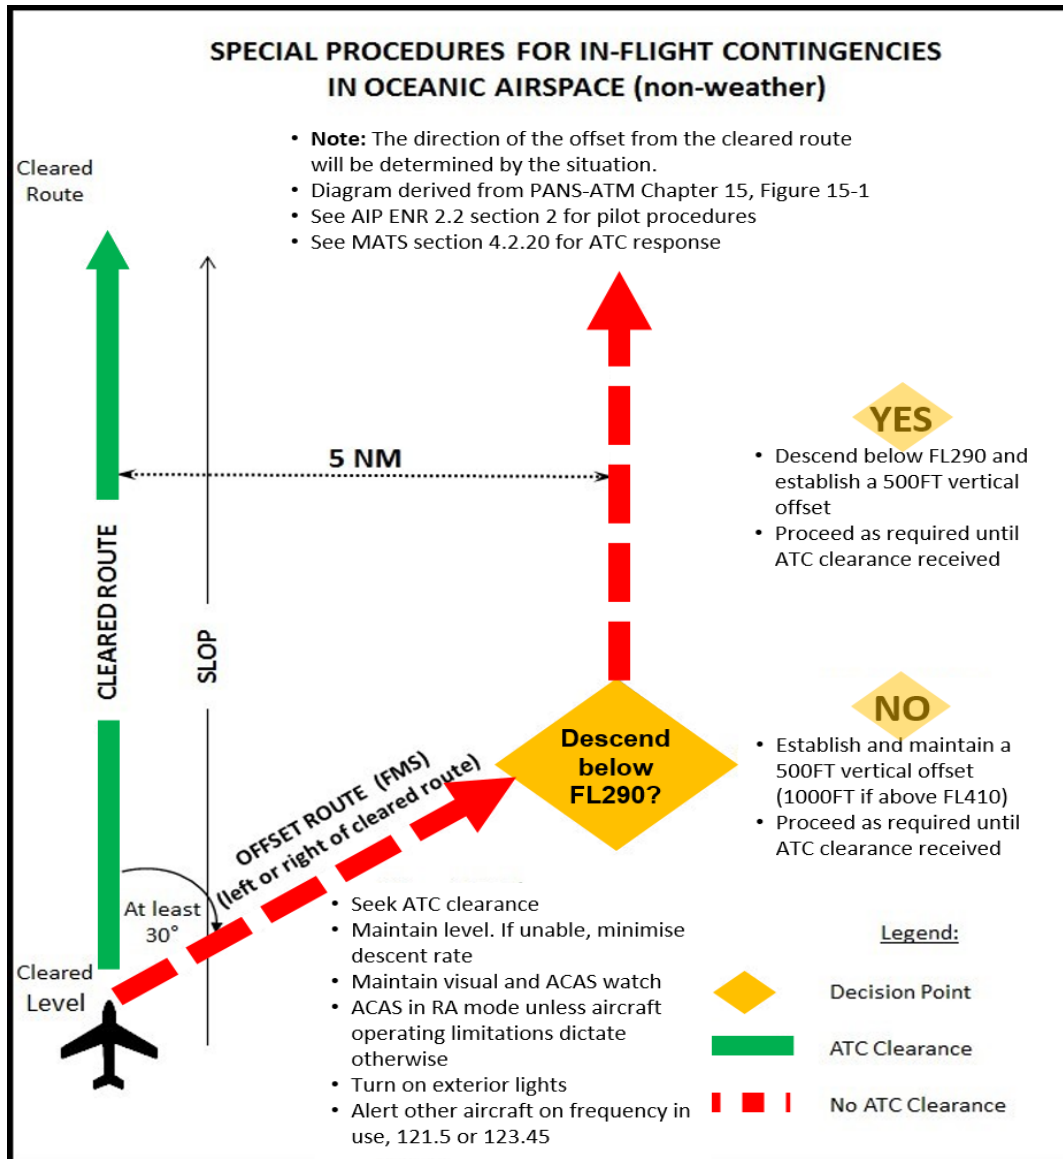 SPECIAL PROCEDURES FOR IN-FLIGHT CONTINGENCIES
IN OCEANIC AIRSPACE (non-weather)
• Note: The direction of the offset from the cleared route
will be determined by the situation.
• Diagram derived from PANS-ATM Chapter 15, Figure 15-1
• See AIP ENR 2.2 section 2 for pilot procedures
• See MATS section 4.2.20 for ATC response
Cleared
Route
5 NM
YES
• Descend below FL290 and
establish a 500FT vertical
offset
• Proceed as required until
ATC clearance received
CLEARED ROUTE
SLOP
NO
• Establish and maintain a
500FT vertical offset
(1000FT if above FL410)
• Proceed as required until
ATC clearance received
Descend
below
FL290?
OFFSET ROUTE (FMS)
(left or right of cleared route)
At least
30°
Cleared
Level
• Seek ATC clearance
• Maintain level. If unable, minimise
descent rate
• Maintain visual and ACAS watch
• ACAS in RA mode unless aircraft
operating limitations dictate
otherwise
• Turn on exterior lights
• Alert other aircraft on frequency in
use, 121.5 or 123.45
Legend:
Decision Point
ATC Clearance
No ATC Clearance